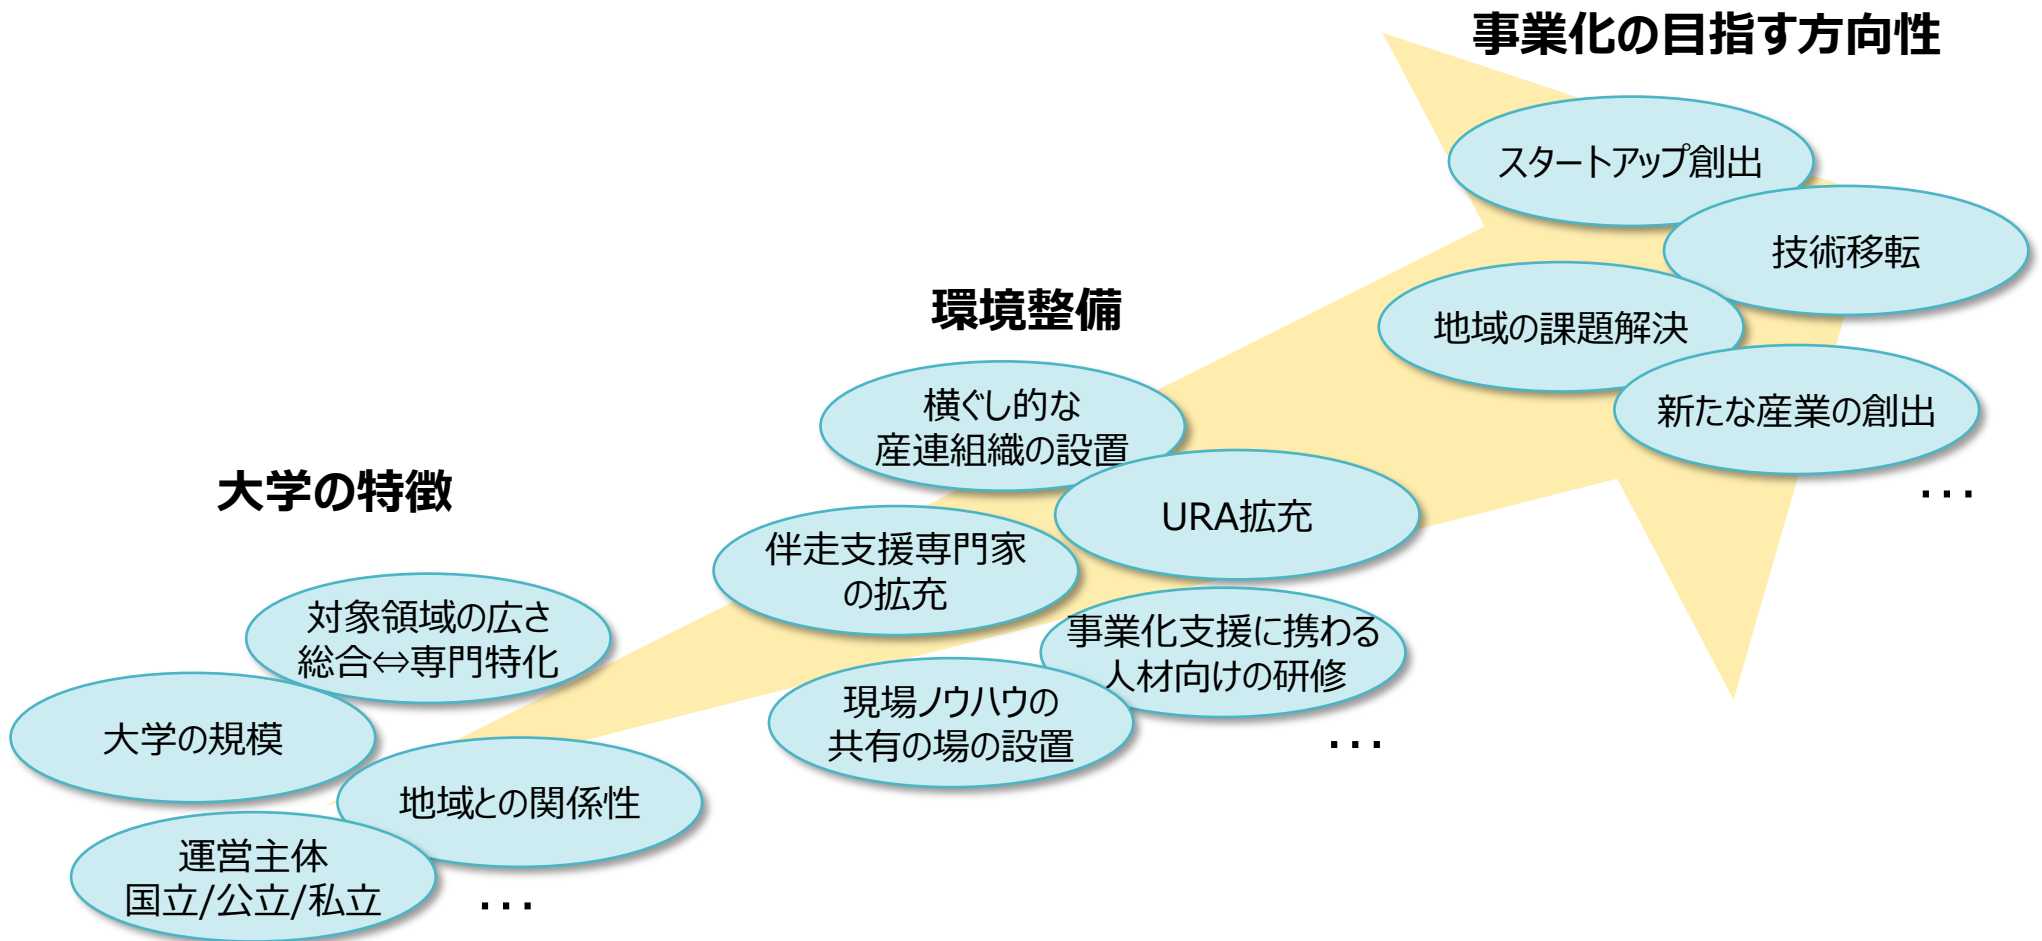 事業化の目指す方向性
スタートアップ創出
技術移転
地域の課題解決
新たな産業の創出
…
環境整備
横ぐし的な
産連組織の設置
URA拡充
伴走支援専門家
の拡充
事業化支援に携わる
人材向けの研修
現場ノウハウの
共有の場の設置
…
大学の特徴
対象領域の広さ
総合⇔専門特化
大学の規模
地域との関係性
運営主体
国立/公立/私立
…